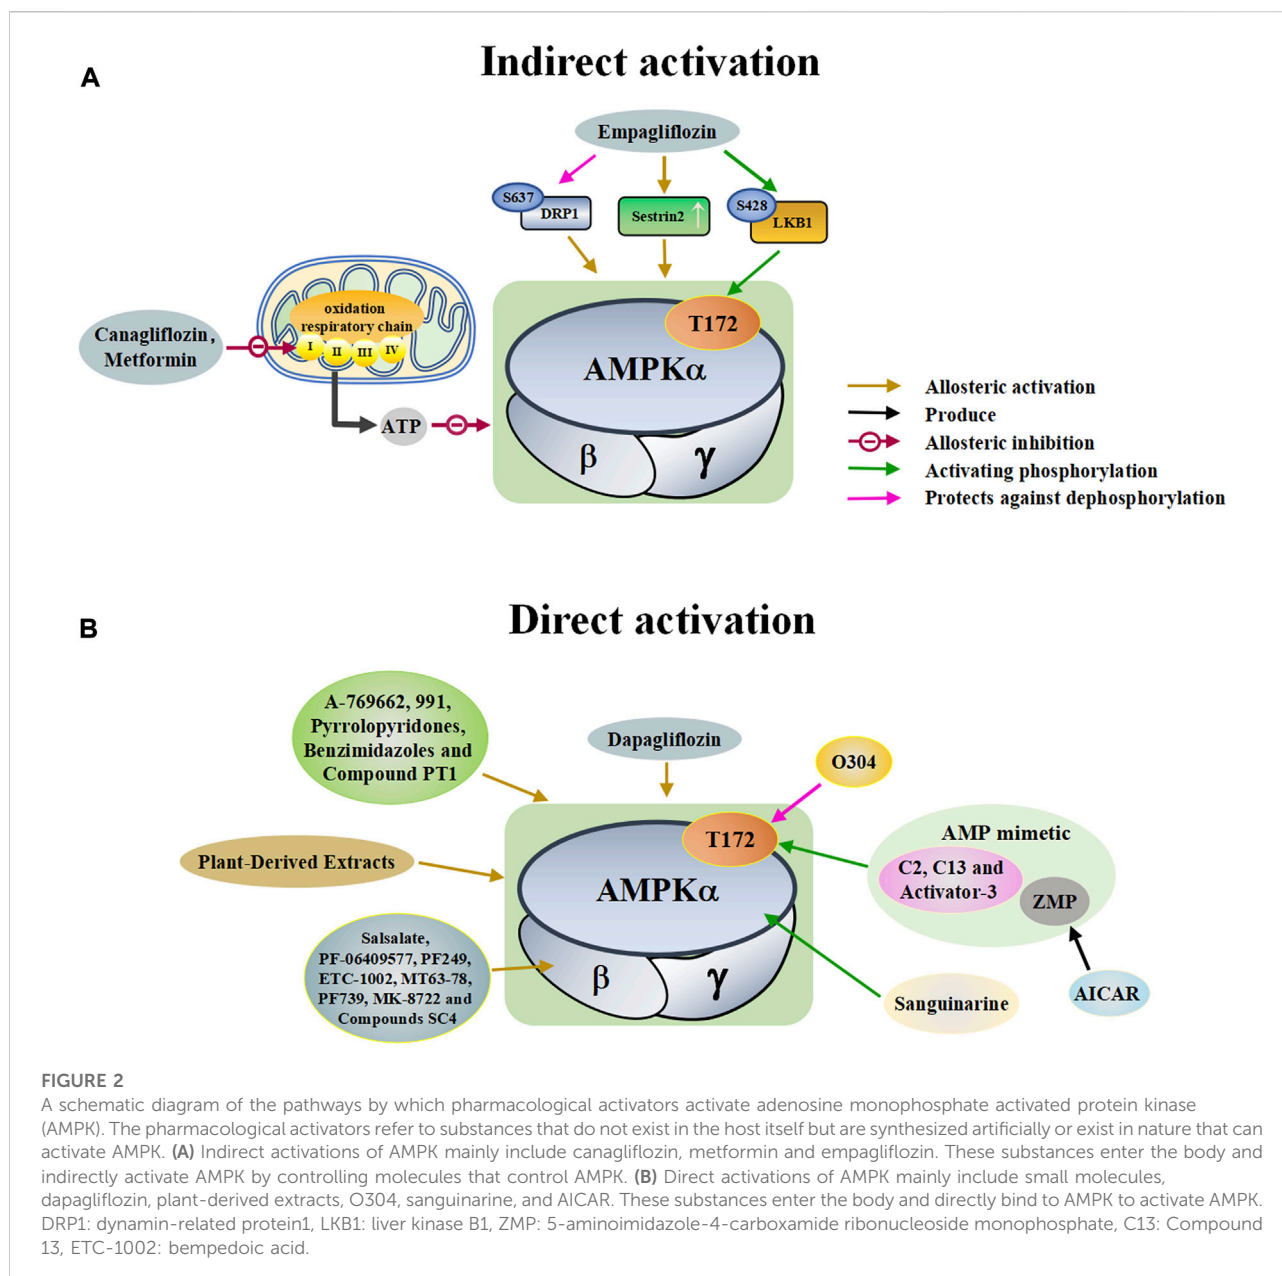 A
Indirect activation
Empagliflozin
S637
DRP1
Sestrin2
S428
LKB1
oxidation
respiratory chain
I
II
III
IV
Canagliflozin,
Metformin
ATP
T172
AMPKα
β
γ
Allosteric activation
Produce
Allosteric inhibition
Activating phosphorylation
Protects against dephosphorylation
B
Direct activation
A-769662, 991,
Pyrrolopyridones,
Benzimidazoles and
Compound PT1
Dapagliflozin
O304
Plant-Derived Extracts
T172
AMPKα
β
γ
AMP mimetic
C2, C13 and
Activator-3
ZMP
Salsalate,
PF-06409577, PF249,
ETC-1002, MT63-78,
PF739, MK-8722 and
Compounds SC4
Sanguinarine
AICAR
FIGURE 2
A schematic diagram of the pathways by which pharmacological activators activate adenosine monophosphate activated protein kinase
(AMPK). The pharmacological activators refer to substances that do not exist in the host itself but are synthesized artificially or exist in nature that can
activate AMPK. (A) Indirect activations of AMPK mainly include canagliflozin, metformin and empagliflozin. These substances enter the body and
indirectly activate AMPK by controlling molecules that control AMPK. (B) Direct activations of AMPK mainly include small molecules,
dapagliflozin, plant-derived extracts, O304, sanguinarine, and AICAR. These substances enter the body and directly bind to AMPK to activate AMPK.
DRP1: dynamin-related protein1, LKB1: liver kinase B1, ZMP: 5-aminoimidazole-4-carboxamide ribonucleoside monophosphate, C13: Compound
13, ETC-1002: bempedoic acid.